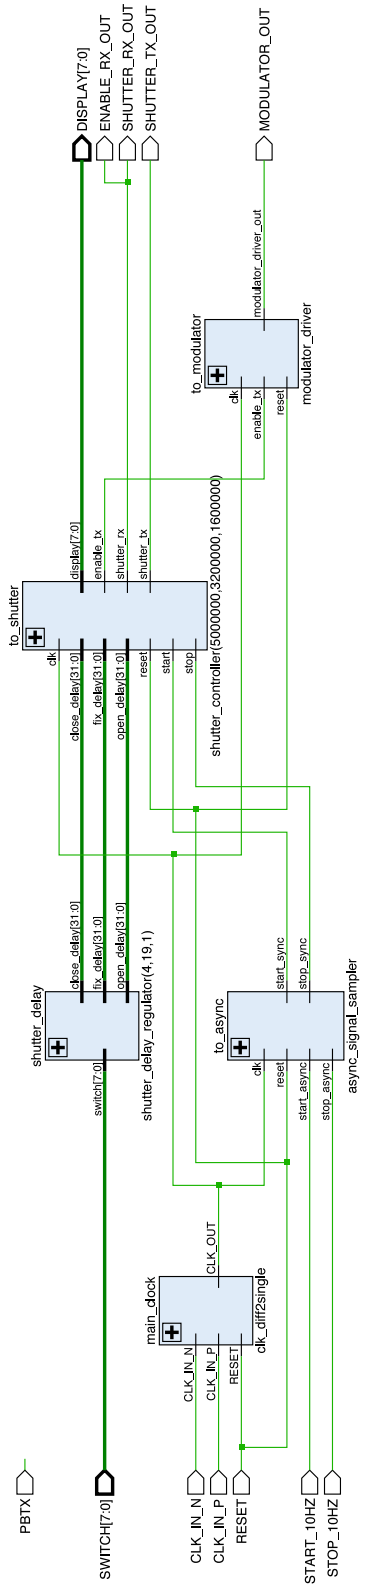 PBTX
SWITCH[7:0]
CLK_IN_N
CLK_IN_P
RESET
START_10HZ
STOP_10HZ
main_clock
CLK_IN_N
CLK_IN_P
RESET
CLK_OUT
clk_diff2single
shutter_delay
switch[7:0]
close_delay[31:0]
fix_delay[31:0]
open_delay[31:0]
shutter_delay_regulator(4,19,1)
to_async
clk
reset
start_async
stop_async
start_sync
stop_sync
async_signal_sampler
to_shutter
clk
close_delay[31:0]
fix_delay[31:0]
open_delay[31:0]
reset
start
stop
display[7:0]
enable_tx
shutter_rx
shutter_tx
shutter_controller(5000000,3200000,1600000)
to_modulator
clk
enable_tx
reset
modulator_driver_out
modulator_driver
DISPLAY[7:0]
ENABLE_RX_OUT
SHUTTER_RX_OUT
SHUTTER_TX_OUT
MODULATOR_OUT